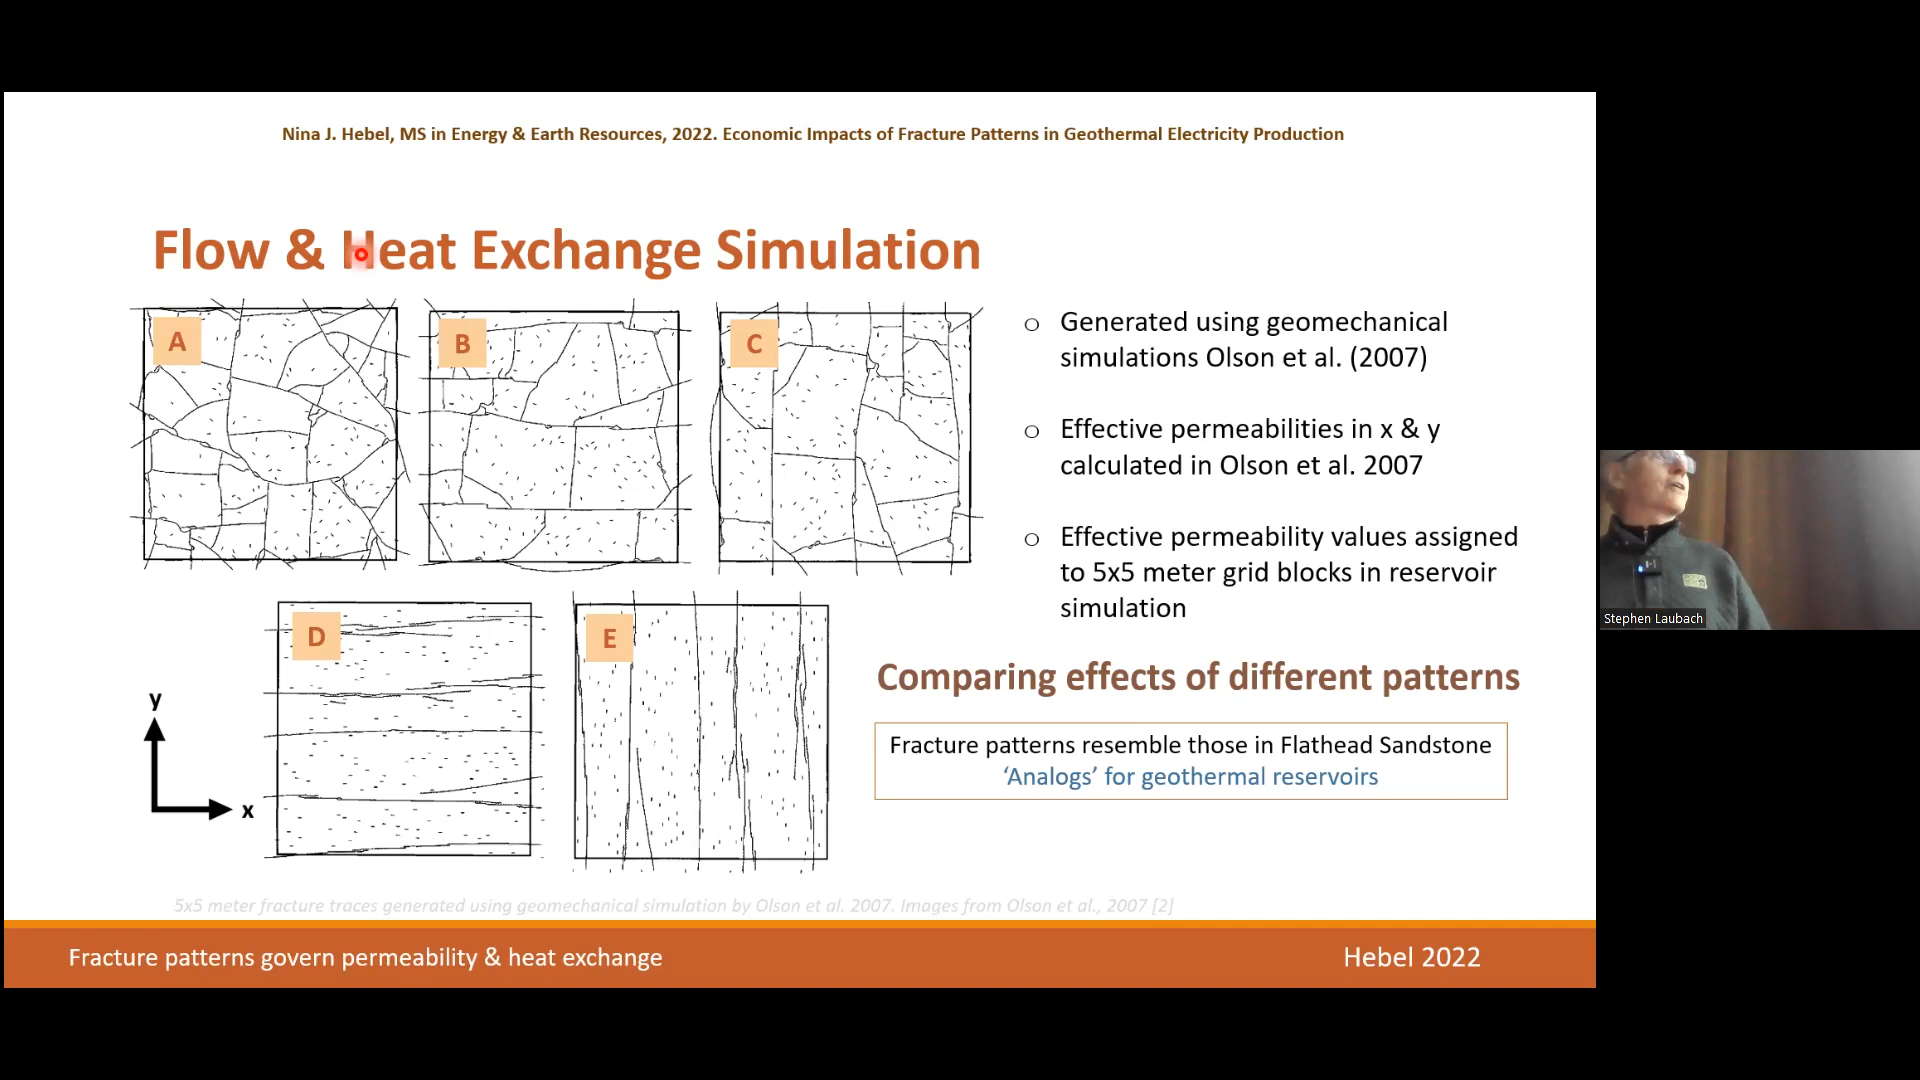 Nina J. Hebel, MS in Energy & Earth Resources, 2022. Economic Impacts of Fracture Patterns in Geothermal Electricity Production
Flow & Heat Exchange Simulation
A
B
C
D
E
y
x
o Generated using geomechanical
simulations Olson et al. (2007)
o Effective permeabilities in x & y
calculated in Olson et al. 2007
o Effective permeability values assigned
to 5x5 meter grid blocks in reservoir
simulation
Comparing effects of different patterns
Fracture patterns resemble those in Flathead Sandstone
‘Analogs’ for geothermal reservoirs
5x5 meter fracture traces generated using geomechanical simulation by Olson et al. 2007. Images from Olson et al., 2007 [2]
Fracture patterns govern permeability & heat exchange
Hebel 2022
Stephen Laubach